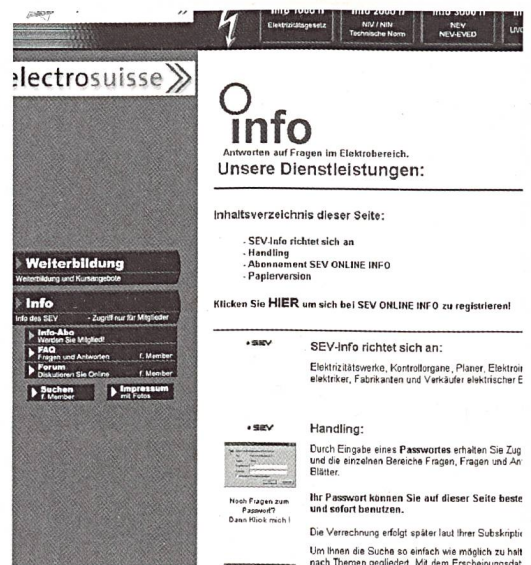 Info 1000 ff
Elektrizitätsgesetz
Info 2000 ff
NIV / NIN
Technische Norm
Info 3000 ff
NEV
NEV-EVED
electrosuisse
info
Antworten auf Fragen im Elektrobereich.
Unsere Dienstleistungen:
Inhaltsverzeichnis dieser Seite:
- SEV-Info richtet sich an
- Handling
- Abonnement SEV ONLINE INFO
- Papierversion
Klicken Sie HIER um sich bei SEV ONLINE INFO zu registrieren!
Weiterbildung
Weiterbildung und Kursangebote
Info
Info des SEV - Zugriff nur für Mitglieder
Info-Abo
Werden Sie Mitglied!
FAQ
Fragen und Antworten f. Member
Forum
Diskutieren Sie Online f. Member
Suchen
f. Member
Impressum
mit Fotos
SEV
SEV-Info richtet sich an:
Elektrizitätswerke, Kontrollorgane, Planer, Elektroin
elektriker, Fabrikanten und Verkäufer elektrischer E
SEV
Handling:
Durch Eingabe eines Passwortes erhalten Sie Zug
und die einzelnen Bereiche Fragen, Fragen und An
Blätter.
Noch Fragen zum
Passwort?
Dann Klick mich !
Ihr Passwort können Sie auf dieser Seite beste
und sofort benutzen.
Die Verrechnung erfolgt später laut Ihrer Subskripti
Um Ihnen die Suche so einfach wie möglich zu halt
nach Themen gegliedert. Mit dem Erscheinungsdat